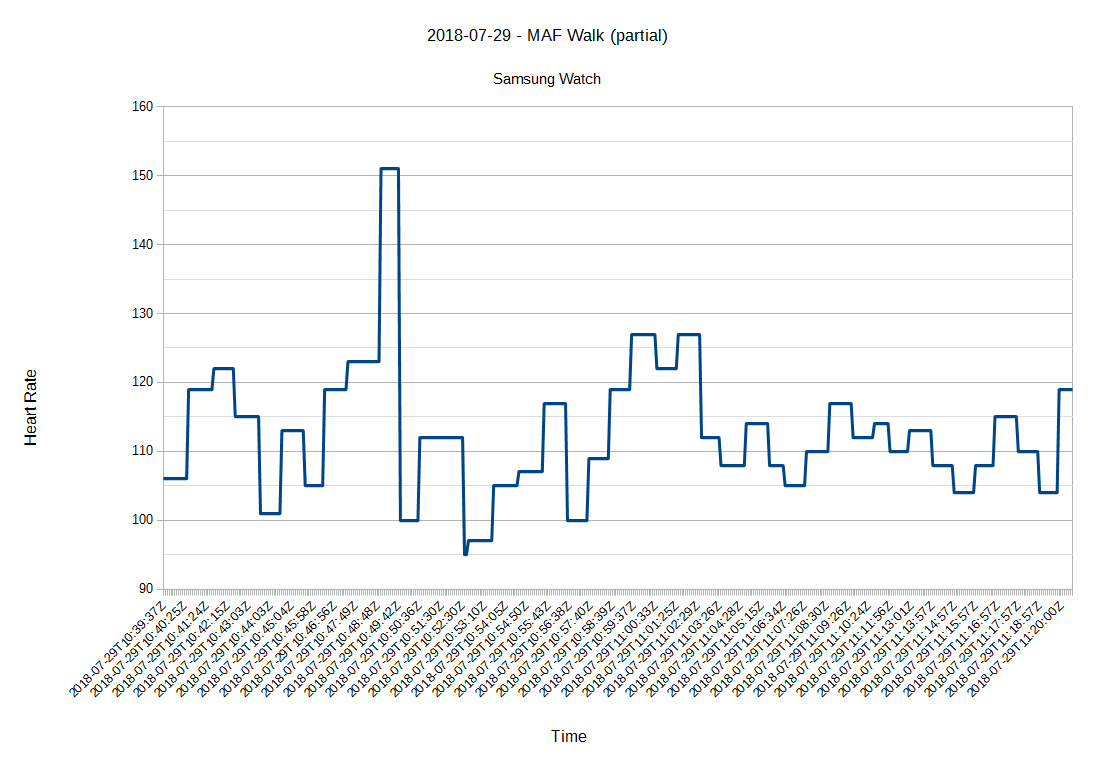 2018-07-29 - MAF Walk (partial)
Samsung Watch
160
150
140
130
120
110
100
90
Heart Rate
2018-07-29T10:39:37Z
2018-07-29T10:40:25Z
2018-07-29T10:41:24Z
2018-07-29T10:42:15Z
2018-07-29T10:43:03Z
2018-07-29T10:44:03Z
2018-07-29T10:45:04Z
2018-07-29T10:45:58Z
2018-07-29T10:46:56Z
2018-07-29T10:47:49Z
2018-07-29T10:48:48Z
2018-07-29T10:49:42Z
2018-07-29T10:50:36Z
2018-07-29T10:51:30Z
2018-07-29T10:52:30Z
2018-07-29T10:53:10Z
2018-07-29T10:54:05Z
2018-07-29T10:54:50Z
2018-07-29T10:55:43Z
2018-07-29T10:56:38Z
2018-07-29T10:57:40Z
2018-07-29T10:58:39Z
2018-07-29T10:59:37Z
2018-07-29T11:00:33Z
2018-07-29T11:01:25Z
2018-07-29T11:02:29Z
2018-07-29T11:03:26Z
2018-07-29T11:04:28Z
2018-07-29T11:05:15Z
2018-07-29T11:06:34Z
2018-07-29T11:07:26Z
2018-07-29T11:08:30Z
2018-07-29T11:09:26Z
2018-07-29T11:10:24Z
2018-07-29T11:11:56Z
2018-07-29T11:13:01Z
2018-07-29T11:13:57Z
2018-07-29T11:14:57Z
2018-07-29T11:15:57Z
2018-07-29T11:16:57Z
2018-07-29T11:17:57Z
2018-07-29T11:18:57Z
2018-07-29T11:20:00Z
Time